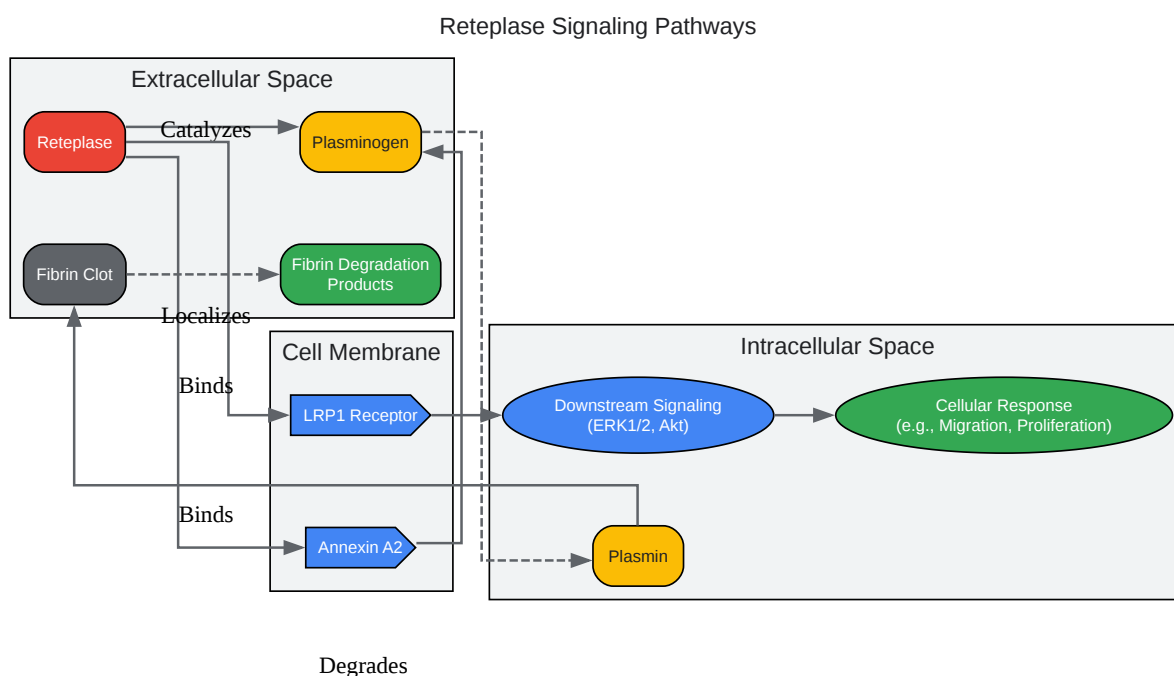 Reteplase Signaling Pathways
Extracellular Space
Reteplase
Catalyzes
Plasminogen
Fibrin Clot
Fibrin Degradation
Products
Localizes
Cell Membrane
Intracellular Space
Binds
LRP1 Receptor
Downstream Signaling
(ERK1/2, Akt)
Cellular Response
(e.g., Migration, Proliferation)
Binds
Annexin A2
Plasmin
Degrades